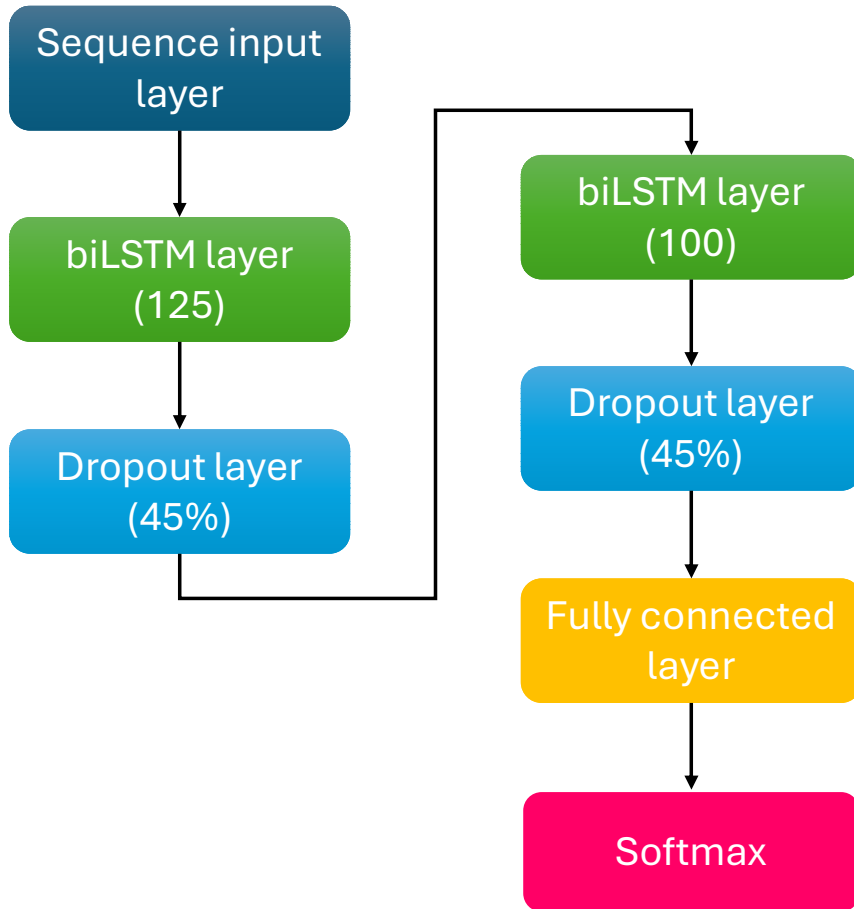 Sequence input
layer
biLSTM layer
(125)
Dropout layer
(45%)
biLSTM layer
(100)
Dropout layer
(45%)
Fully connected
layer
Softmax